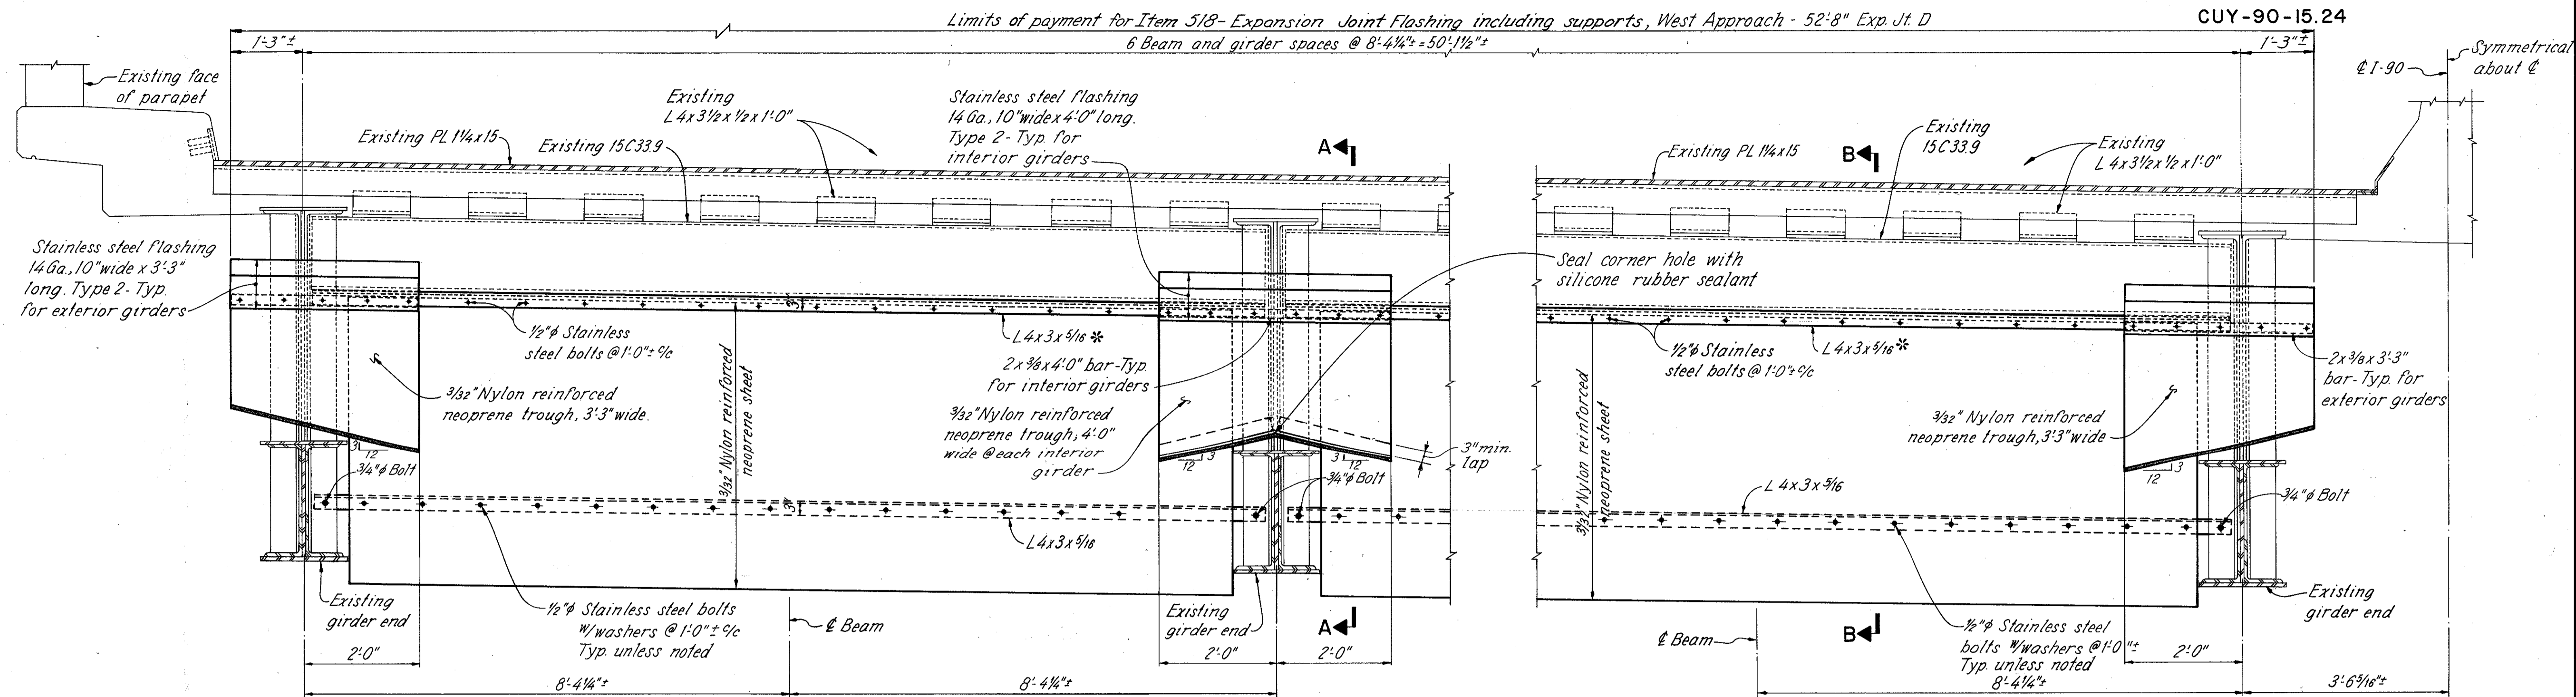 Limits of payment for Item 518 - Expansion Joint Flashing including supports, West Approach - 52'-8" Exp. Jt. D
CUY-90-15.24
1'-3"±
6 Beam and girder spaces @ 8'-4¼"± = 50'-1½"±
1'-3"±
Symmetrical
about ℄
℄ I-90
Existing face
of parapet
Existing
L4x3½x½x1'-0"
Stainless steel flashing
14 Ga., 10" wide x 4'-0" long.
Type 2 - Typ. for
interior girders
Existing PL 1¼x15
Existing 15C33.9
A
Existing PL 1¼x15
B
Existing
15C33.9
Existing
L 4x3½x½x1'-0"
Stainless steel flashing
14 Ga., 10" wide x 3'-3"
long. Type 2 - Typ.
for exterior girders
Seal corner hole with
silicone rubber sealant
3"
½"φ Stainless
steel bolts @ 1'-0"± c/c
L4x3x5/16 *
2x3/8x4'-0" bar-Typ.
for interior girders
½"φ Stainless
steel bolts @ 1'-0"± c/c
L4x3x5/16 *
2x3/8x3'-3"
bar-Typ. for
exterior girders
3/32" Nylon reinforced
neoprene trough, 3'-3" wide.
3/32" Nylon reinforced
neoprene sheet
3/32" Nylon reinforced
neoprene trough, 4'-0"
wide @ each interior
girder
3/32" Nylon reinforced
neoprene sheet
3/32" Nylon reinforced
neoprene trough, 3'-3" wide
3
12
3
12
3
12
3" min.
lap
3
12
3/4"φ Bolt
3/4"φ Bolt
3/4"φ Bolt
3"
L4x3x5/16
L4x3x5/16
Existing
girder end
½"φ Stainless steel bolts
w/washers @ 1'-0"± c/c
Typ. unless noted
℄ Beam
Existing
girder end
A
℄ Beam
B
½"φ Stainless steel
bolts w/washers @ 1'-0"±
Typ. unless noted
Existing
girder end
2'-0"
2'-0"
2'-0"
2'-0"
8'-4¼"±
8'-4¼"±
8'-4¼"±
3'-6 5/16"±